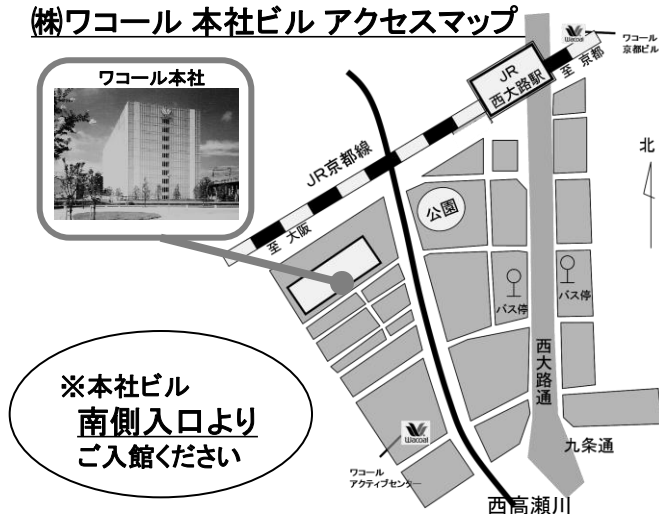 ㈱ワコール 本社ビル アクセスマップ
ワコール本社
Wacoal
ワコール
京都ビル
JR
西大路駅
至 京都
JR京都線
至 大阪
北
公園
バス停
バス停
西大路通
※本社ビル
南側入口より
ご入館ください
Wacoal
ワコール
アクティブセンター
九条通
西高瀬川